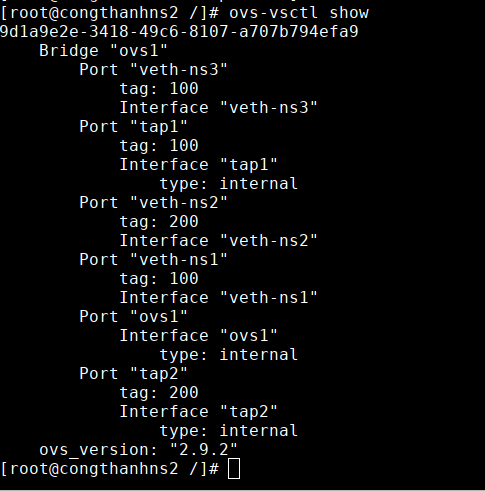 [root@congthanhns2 /]# ovs-vsctl show
9d1a9e2e-3418-49c6-8107-a707b794efa9
    Bridge "ovs1"
        Port "veth-ns3"
            tag: 100
            Interface "veth-ns3"
        Port "tap1"
            tag: 100
            Interface "tap1"
                type: internal
        Port "veth-ns2"
            tag: 200
            Interface "veth-ns2"
        Port "veth-ns1"
            tag: 100
            Interface "veth-ns1"
        Port "ovs1"
            Interface "ovs1"
                type: internal
        Port "tap2"
            tag: 200
            Interface "tap2"
                type: internal
    ovs_version: "2.9.2"
[root@congthanhns2 /]#